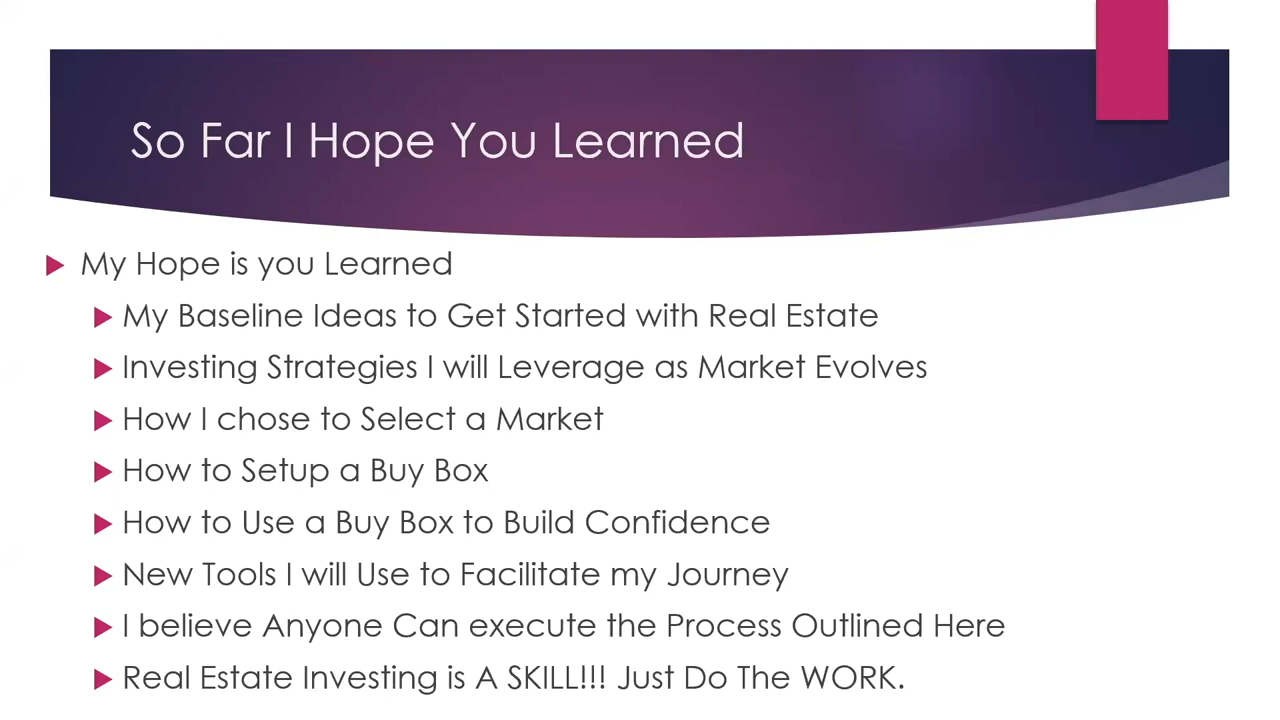 So Far I Hope You Learned
My Hope is you Learned
My Baseline Ideas to Get Started with Real Estate
Investing Strategies I will Leverage as Market Evolves
How I chose to Select a Market
How to Setup a Buy Box
How to Use a Buy Box to Build Confidence
New Tools I will Use to Facilitate my Journey
I believe Anyone Can execute the Process Outlined Here
Real Estate Investing is A SKILL!!! Just Do The WORK.